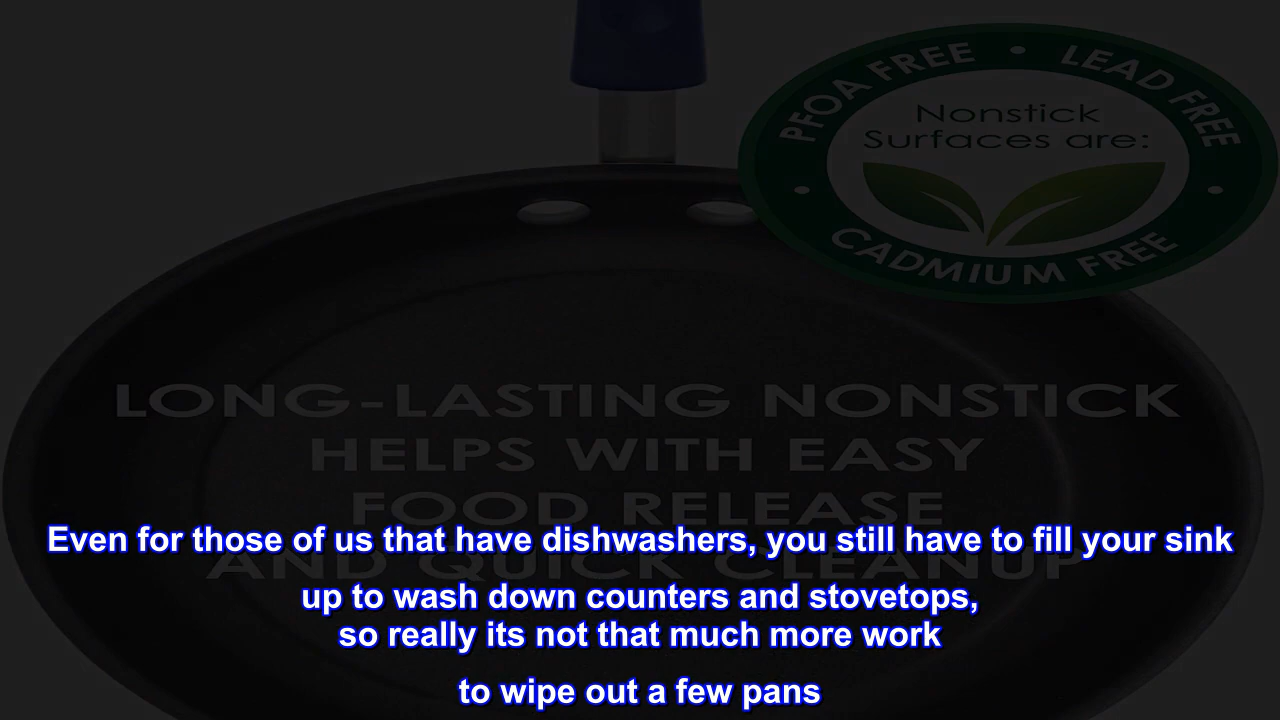 PFOA FREE • LEAD FREE
Nonstick
Surfaces are:
CADMIUM FREE
LONG-LASTING NONSTICK
HELPS WITH EASY
FOOD RELEASE
AND QUICK CLEANUP
Even for those of us that have dishwashers, you still have to fill your sink
up to wash down counters and stovetops,
so really its not that much more work
to wipe out a few pans